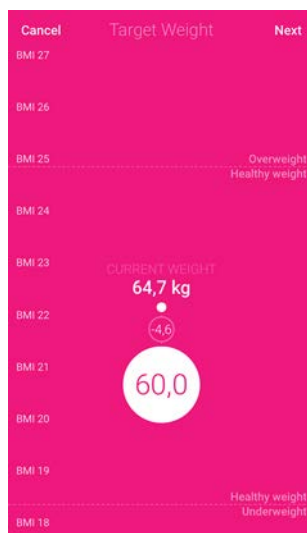 Cancel Target Weight Next
BMI 27
BMI 26
BMI 25
Overweight
Healthy weight
BMI 24
BMI 23
CURRENT WEIGHT
64,7 kg
BMI 22
-4,6
BMI 21
60,0
BMI 20
BMI 19
Healthy weight
Underweight
BMI 18